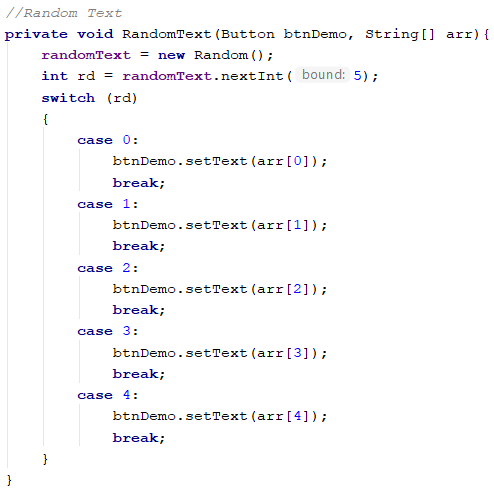 //Random Text
private void RandomText(Button btnDemo, String[] arr){
    randomText = new Random();
    int rd = randomText.nextInt( bound: 5);
    switch (rd)
    {
        case 0:
            btnDemo.setText(arr[0]);
            break;
        case 1:
            btnDemo.setText(arr[1]);
            break;
        case 2:
            btnDemo.setText(arr[2]);
            break;
        case 3:
            btnDemo.setText(arr[3]);
            break;
        case 4:
            btnDemo.setText(arr[4]);
            break;
    }
}